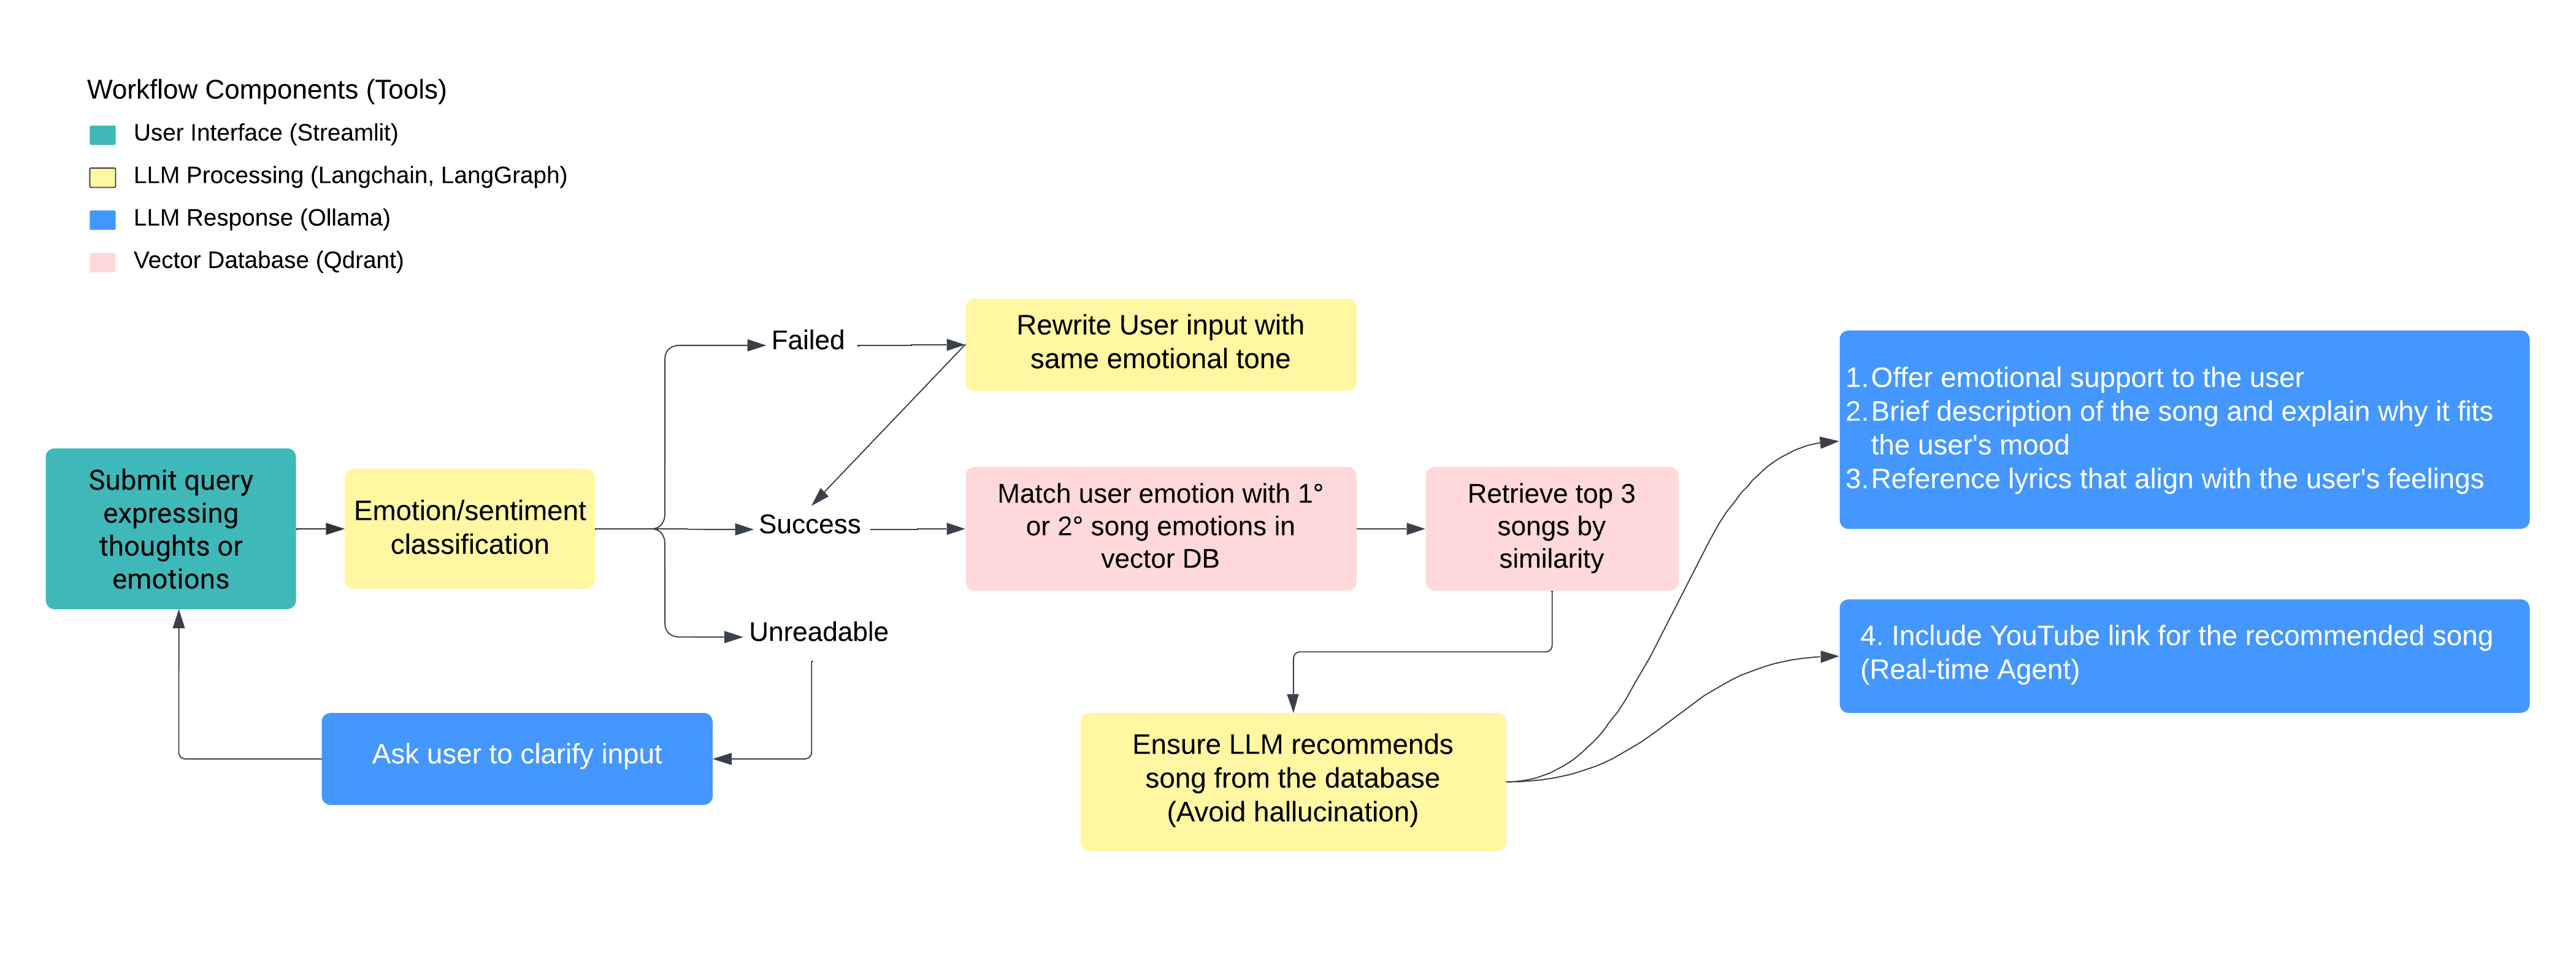 Workflow Components (Tools)
User Interface (Streamlit)
LLM Processing (Langchain, LangGraph)
LLM Response (Ollama)
Vector Database (Qdrant)
Submit query
expressing
thoughts or
emotions
Emotion/sentiment
classification
Failed
Success
Unreadable
Ask user to clarify input
Rewrite User input with
same emotional tone
Match user emotion with 1°
or 2° song emotions in
vector DB
Retrieve top 3
songs by
similarity
Ensure LLM recommends
song from the database
(Avoid hallucination)
1. Offer emotional support to the user
2. Brief description of the song and explain why it fits
the user's mood
3. Reference lyrics that align with the user's feelings
4. Include YouTube link for the recommended song
(Real-time Agent)